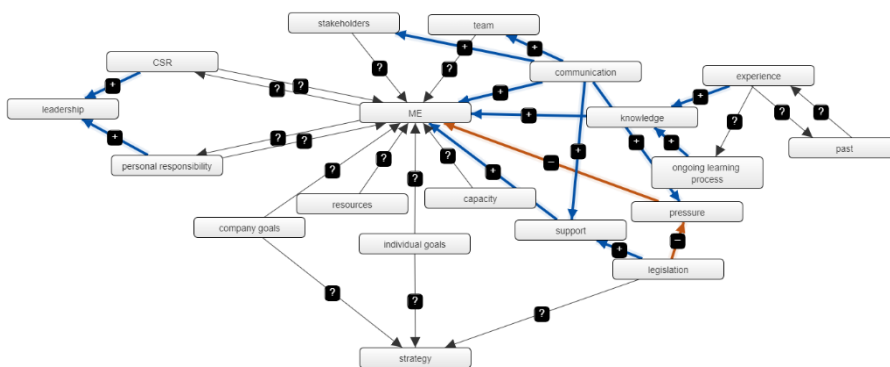 stakeholders
team
?
+
+
CSR
communication
experience
+
?
?
?
?
+
+
leadership
ME
+
knowledge
?
?
+
?
?
+
+
+
past
personal responsibility
?
?
?
?
?
−
+
ongoing learning
process
resources
capacity
pressure
company goals
support
individual goals
+
−
legislation
?
?
?
strategy